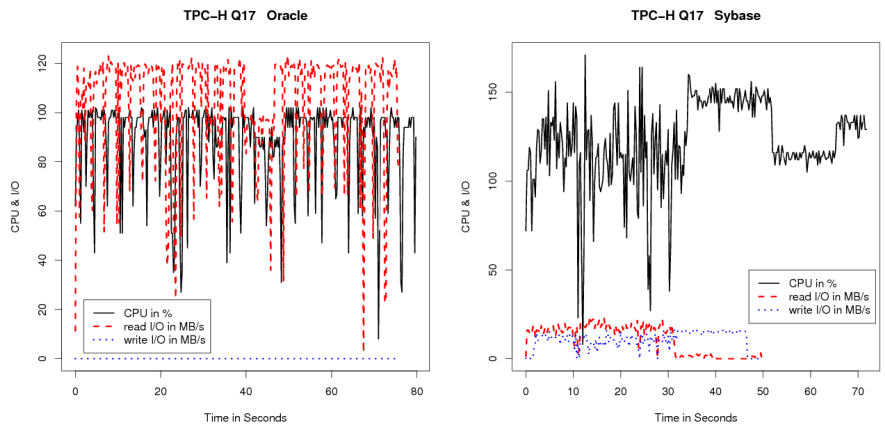 TPC−H Q17 Oracle
CPU & I/O
120
100
80
60
40
20
0
CPU in %
read I/O in MB/s
write I/O in MB/s
0 20 40 60 80
Time in Seconds
TPC−H Q17 Sybase
CPU & I/O
150
100
50
0
CPU in %
read I/O in MB/s
write I/O in MB/s
0 10 20 30 40 50 60 70
Time in Seconds